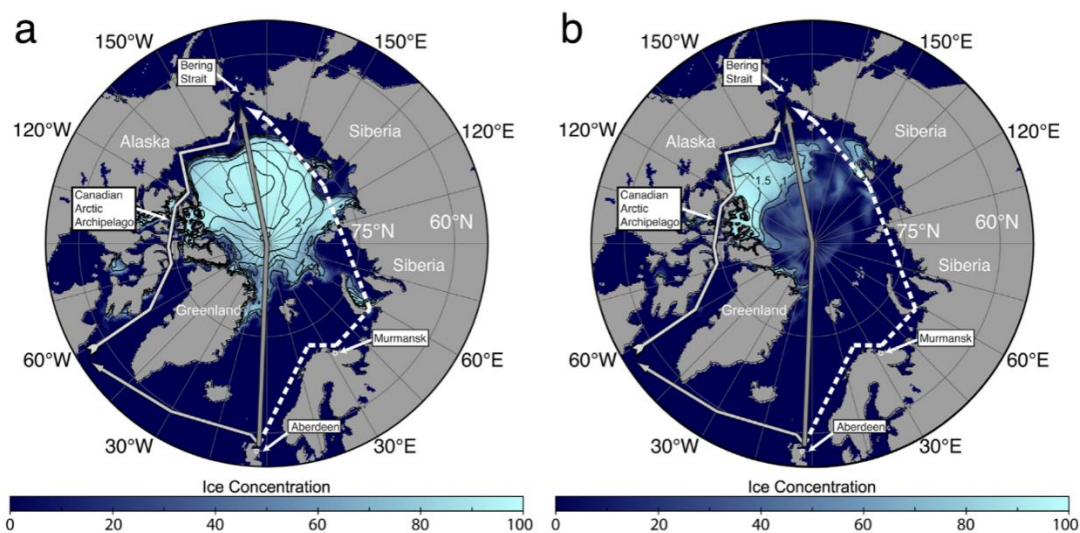 a
150°W
150°E
Bering
Strait
120°W
Alaska
Siberia
120°E
Canadian
Arctic
Archipelago
3
2
75°N
60°N
Siberia
Greenland
Murmansk
60°W
60°E
Aberdeen
30°W
30°E
Ice Concentration
0 20 40 60 80 100
b
150°W
150°E
Bering
Strait
120°W
Alaska
Siberia
120°E
1.5
Canadian
Arctic
Archipelago
75°N
60°N
Siberia
Greenland
Murmansk
60°W
60°E
Aberdeen
30°W
30°E
Ice Concentration
0 20 40 60 80 100